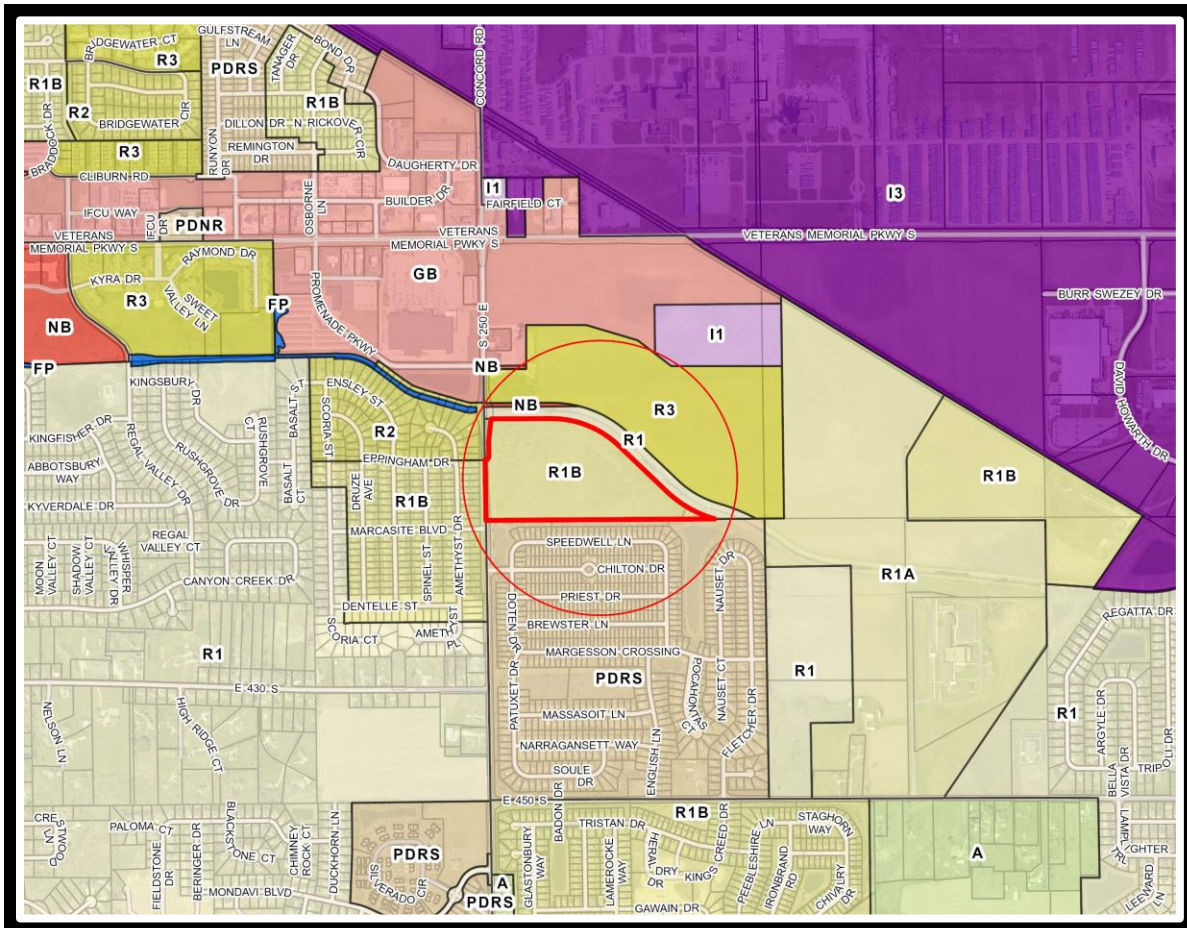 GULFSTREAM
LN
BRIDGEWATER CT
R3
PDRS
TANAGER
DR
BOND DR
CONCORD RD
R1B
R2
BRIDGEWATER
CIR
R1B
DILLON DR
N RICKOVER CIR
REMINGTON
DR
RUNYON
DR
BRADDOCK DR
R3
CLIBURN RD
DAUGHERTY DR
BUILDER DR
I1
FAIRFIELD CT
I3
IFCU WAY
IFCU
DR
PDNR
OSBORNE
LN
VETERANS
MEMORIAL PKWY S
VETERANS
MEMORIAL PWKY S
VETERANS MEMORIAL PKWY S
RAYMOND DR
KYRA DR
R3
SWEET
VALLEY LN
GB
PROMENADE PKWY
S 250 E
BURR SWEZEY DR
DAVID HOWARTH DR
FP
NB
FP
I1
NB
NB
R3
R1
R1B
R1B
KINGSBURY
DR
KINGFISHER DR
REGAL VALLEY DR
RUSHGROVE
DR
RUSHGROVE
CT
BASALT ST
BASALT
CT
SCORIA ST
ENSLEY ST
R2
EPPINGHAM DR
ABBOTSBURY
WAY
KYVERDALE DR
DRUZE
AVE
R1B
MARCASITE BLVD
SPINEL ST
AMETHYST DR
REGAL
VALLEY CT
MOON
VALLEY CT
SHADOW
VALLEY CT
WHISPER
VALLEY DR
CANYON CREEK DR
DENTELLE ST
SCORIA CT
AMETHYST
PL
SPEEDWELL LN
CHILTON DR
PRIEST DR
BREWSTER LN
MARGESSON CROSSING
DOTEN DR
NAUSET DR
R1A
REGATTA DR
R1
E 430 S
NELSON LN
HIGH RIDGE CT
PATUXET DR
PDRS
POCAHONTAS
CT
NAUSET CT
FLETCHER DR
MASSASOIT LN
NARRAGANSETT WAY
SOULE
DR
ENGLISH LN
R1
R1
ARGYLE DR
BELLA
VISTA DR
E 450 S
BADON DR
R1B
PALOMA CT
FIELDSTONE
DR
BERINGER DR
BLACKSTONE CT
CHIMNEY
ROCK CT
DUCKHORN LN
MONDAVI BLVD
PDRS
SILVERADO CIR
A
PDRS
GLASTONBURY
WAY
TRISTAN DR
LAMEROCKE
WAY
DRY
DR
KINGS CREED DR
PEEBLESHIRE LN
IRONBRAND
RD
STAGHORN
WAY
CHIVALRY
DR
GAWAIN DR
A
LEEWARD
LN